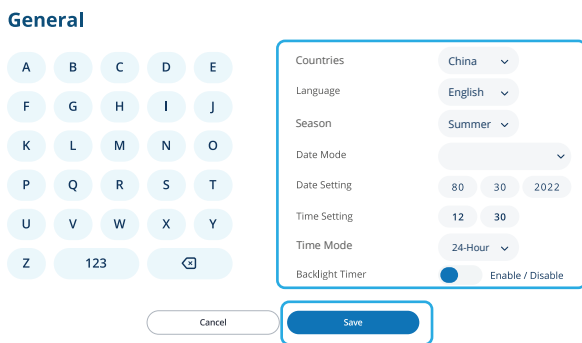 General
A B C D E
Countries China
F G H I J
Language English
K L M N O
Season Summer
Date Mode
P Q R S T
Date Setting 80 30 2022
U V W X Y
Time Setting 12 30
Z 123
Time Mode 24-Hour
Backlight Timer Enable / Disable
Cancel Save